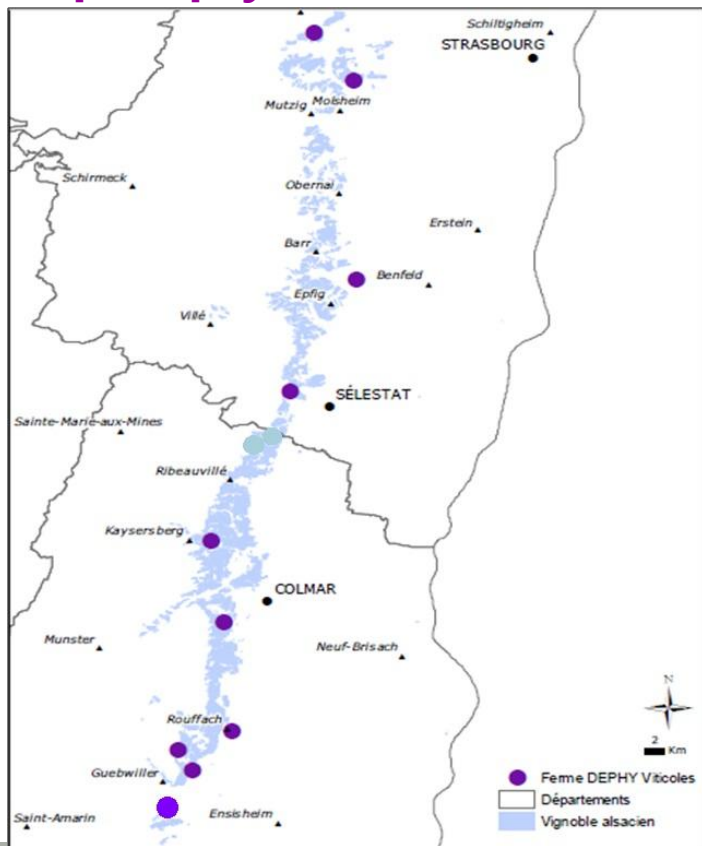 Schiltigheim
STRASBOURG
Mutzig
Molsheim
Schirmeck
Obernai
Erstein
Barr
Benfeld
Epfig
Villé
SÉLESTAT
Sainte-Marie-aux-Mines
Ribeauvillé
Kaysersberg
COLMAR
Munster
Neuf-Brisach
Rouffach
N
2
Km
Guebwiller
Ferme DEPHY Viticoles
Départements
Saint-Amarin
Ensisheim
Vignoble alsacien